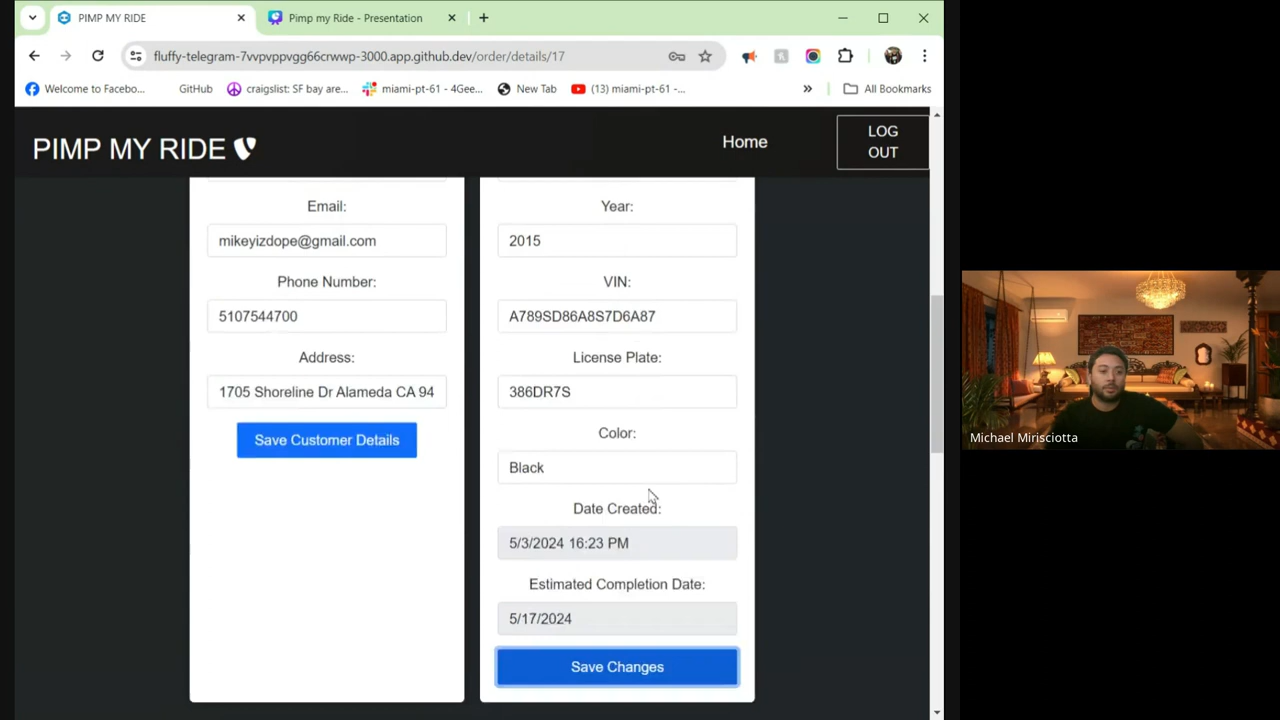 PIMP MY RIDE
Pimp my Ride - Presentation
fluffy-telegram-7vvpvppvgg66crwwp-3000.app.github.dev/order/details/17
Welcome to Facebo...
GitHub
craigslist: SF bay are...
miami-pt-61 - 4Gee...
New Tab
(13) miami-pt-61 -...
»
All Bookmarks
PIMP MY RIDE
Home
LOG
OUT
Email:
mikeyizdope@gmail.com
Phone Number:
5107544700
Address:
1705 Shoreline Dr Alameda CA 94
Save Customer Details
Year:
2015
VIN:
A789SD86A8S7D6A87
License Plate:
386DR7S
Color:
Black
Date Created:
5/3/2024 16:23 PM
Estimated Completion Date:
5/17/2024
Save Changes
Michael Mirisciotta